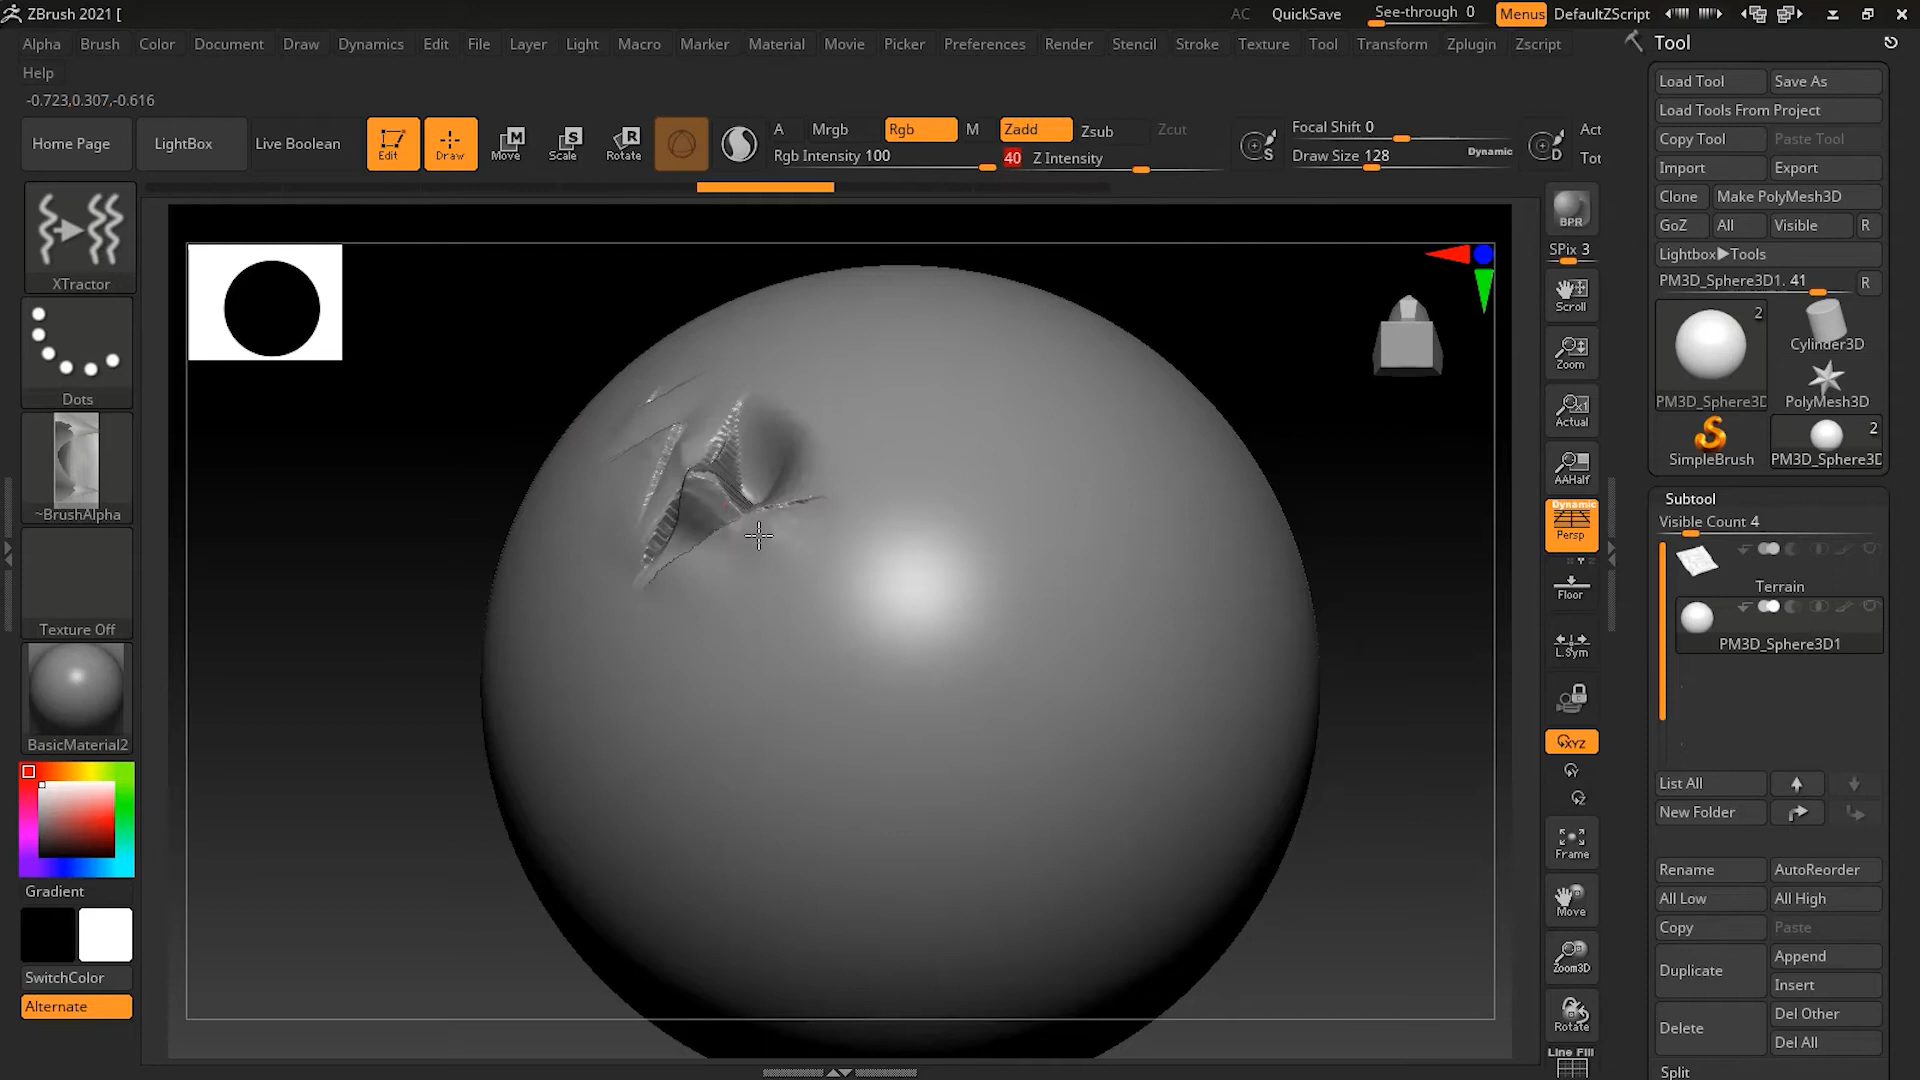 ZBrush 2021 [
AC
QuickSave
See-through 0
Menus
DefaultZScript
Alpha Brush Color Document Draw Dynamics Edit File Layer Light Macro Marker Material Movie Picker Preferences Render Stencil Stroke Texture Tool Transform Zplugin Zscript
Help
-0.723,0.307,-0.616
Home Page
LightBox
Live Boolean
Edit
Draw
Move
Scale
Rotate
A Mrgb Rgb M Zadd Zsub Zcut
Rgb Intensity 100
40 Z Intensity
Focal Shift 0
Draw Size 128
Dynamic
Act
Tot
XTractor
Dots
~BrushAlpha
Texture Off
BasicMaterial2
Gradient
SwitchColor
Alternate
BPR
SPix 3
Scroll
Zoom
Actual
AAHalf
Dynamic
Persp
Floor
L.Sym
XYZ
Frame
Move
Zoom3D
Rotate
Line Fill
Tool
Load Tool Save As
Load Tools From Project
Copy Tool Paste Tool
Import Export
Clone Make PolyMesh3D
GoZ All Visible R
Lightbox▶Tools
PM3D_Sphere3D1. 41 R
2
Cylinder3D
PM3D_Sphere3D PolyMesh3D
2
SimpleBrush PM3D_Sphere3D
Subtool
Visible Count 4
Terrain
PM3D_Sphere3D1
List All
New Folder
Rename AutoReorder
All Low All High
Copy Paste
Duplicate Append
Insert
Delete Del Other
Del All
Split